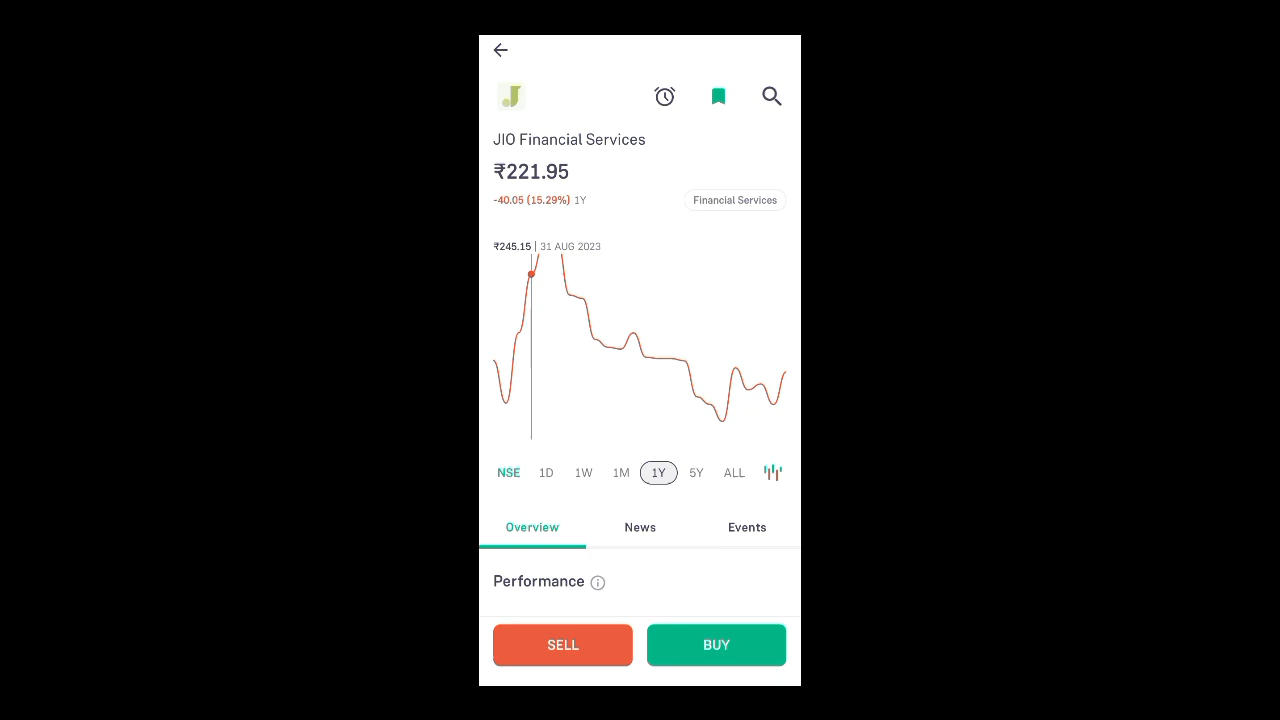 JIO Financial Services
₹221.95
-40.05 (15.29%) 1Y
Financial Services
₹245.15 | 31 AUG 2023
NSE 1D 1W 1M 1Y 5Y ALL
Overview News Events
Performance
SELL BUY